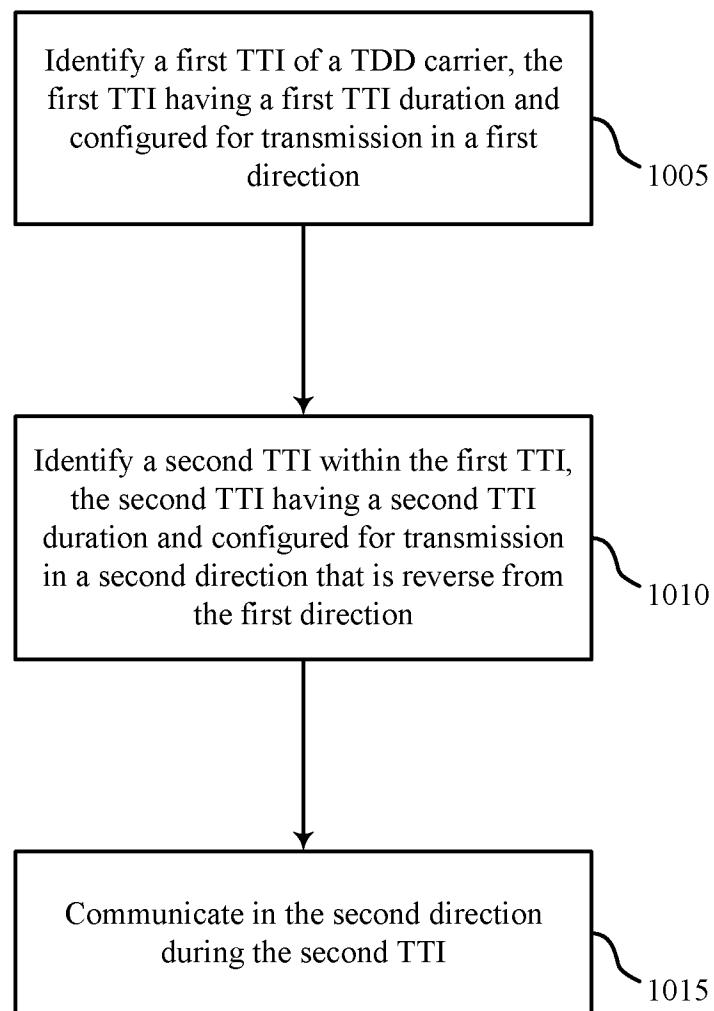 Identify a first TTI of a TDD carrier, the
first TTI having a first TTI duration and
configured for transmission in a first
direction
1005
Identify a second TTI within the first TTI,
the second TTI having a second TTI
duration and configured for transmission
in a second direction that is reverse from
the first direction
1010
Communicate in the second direction
during the second TTI
1015